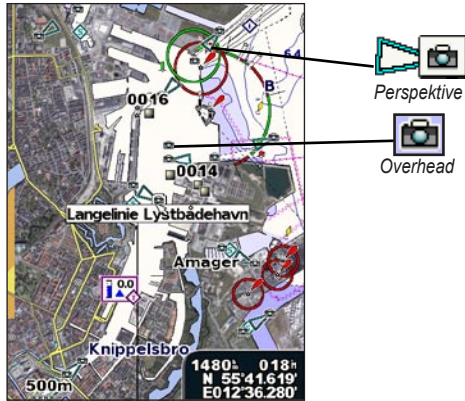 64
B
0016
0014
Langelinie Lystbådehavn
Amager
0.0
Knippelsbro
500m
1480 018
N 55°41.619'
E012°36.280'
Perspektive
Overhead